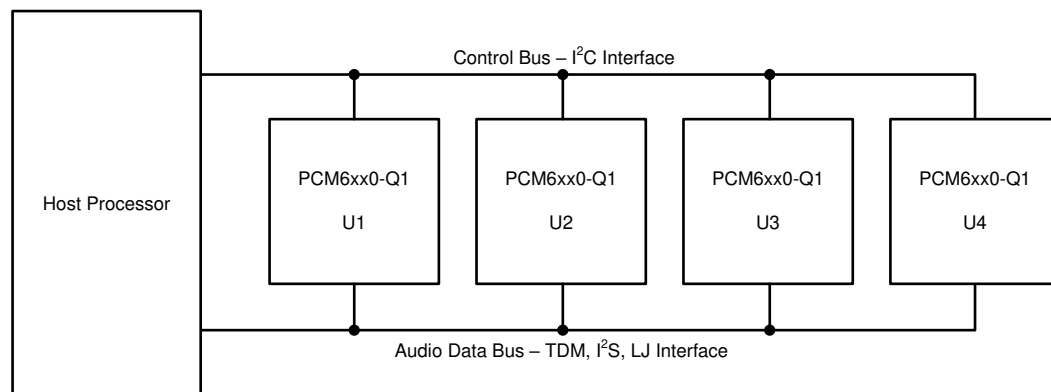 Control Bus – I²C Interface
PCM6xx0-Q1
U1
PCM6xx0-Q1
U2
PCM6xx0-Q1
U3
PCM6xx0-Q1
U4
Host Processor
Audio Data Bus – TDM, I²S, LJ Interface